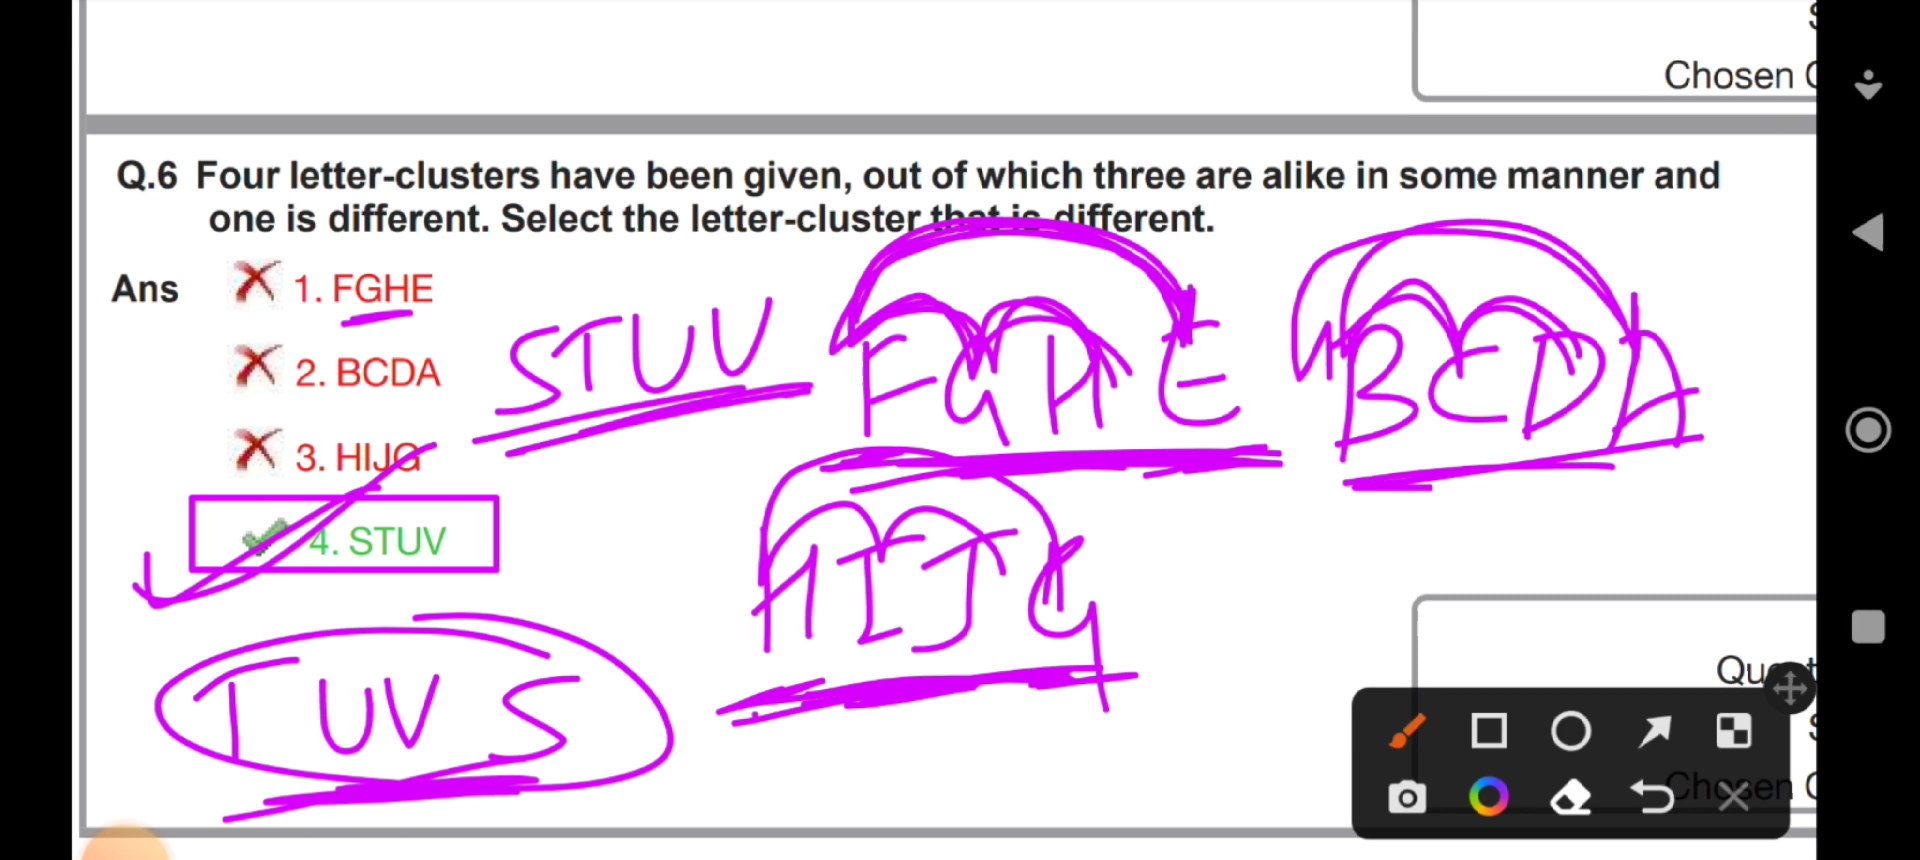 Chosen
Q.6 Four letter-clusters have been given, out of which three are alike in some manner and
one is different. Select the letter-cluster that is different.
Ans 1. FGHE
2. BCDA
3. HIJG
4. STUV
STUV FGHE BCDA
HIJG
TUVS
Chosen